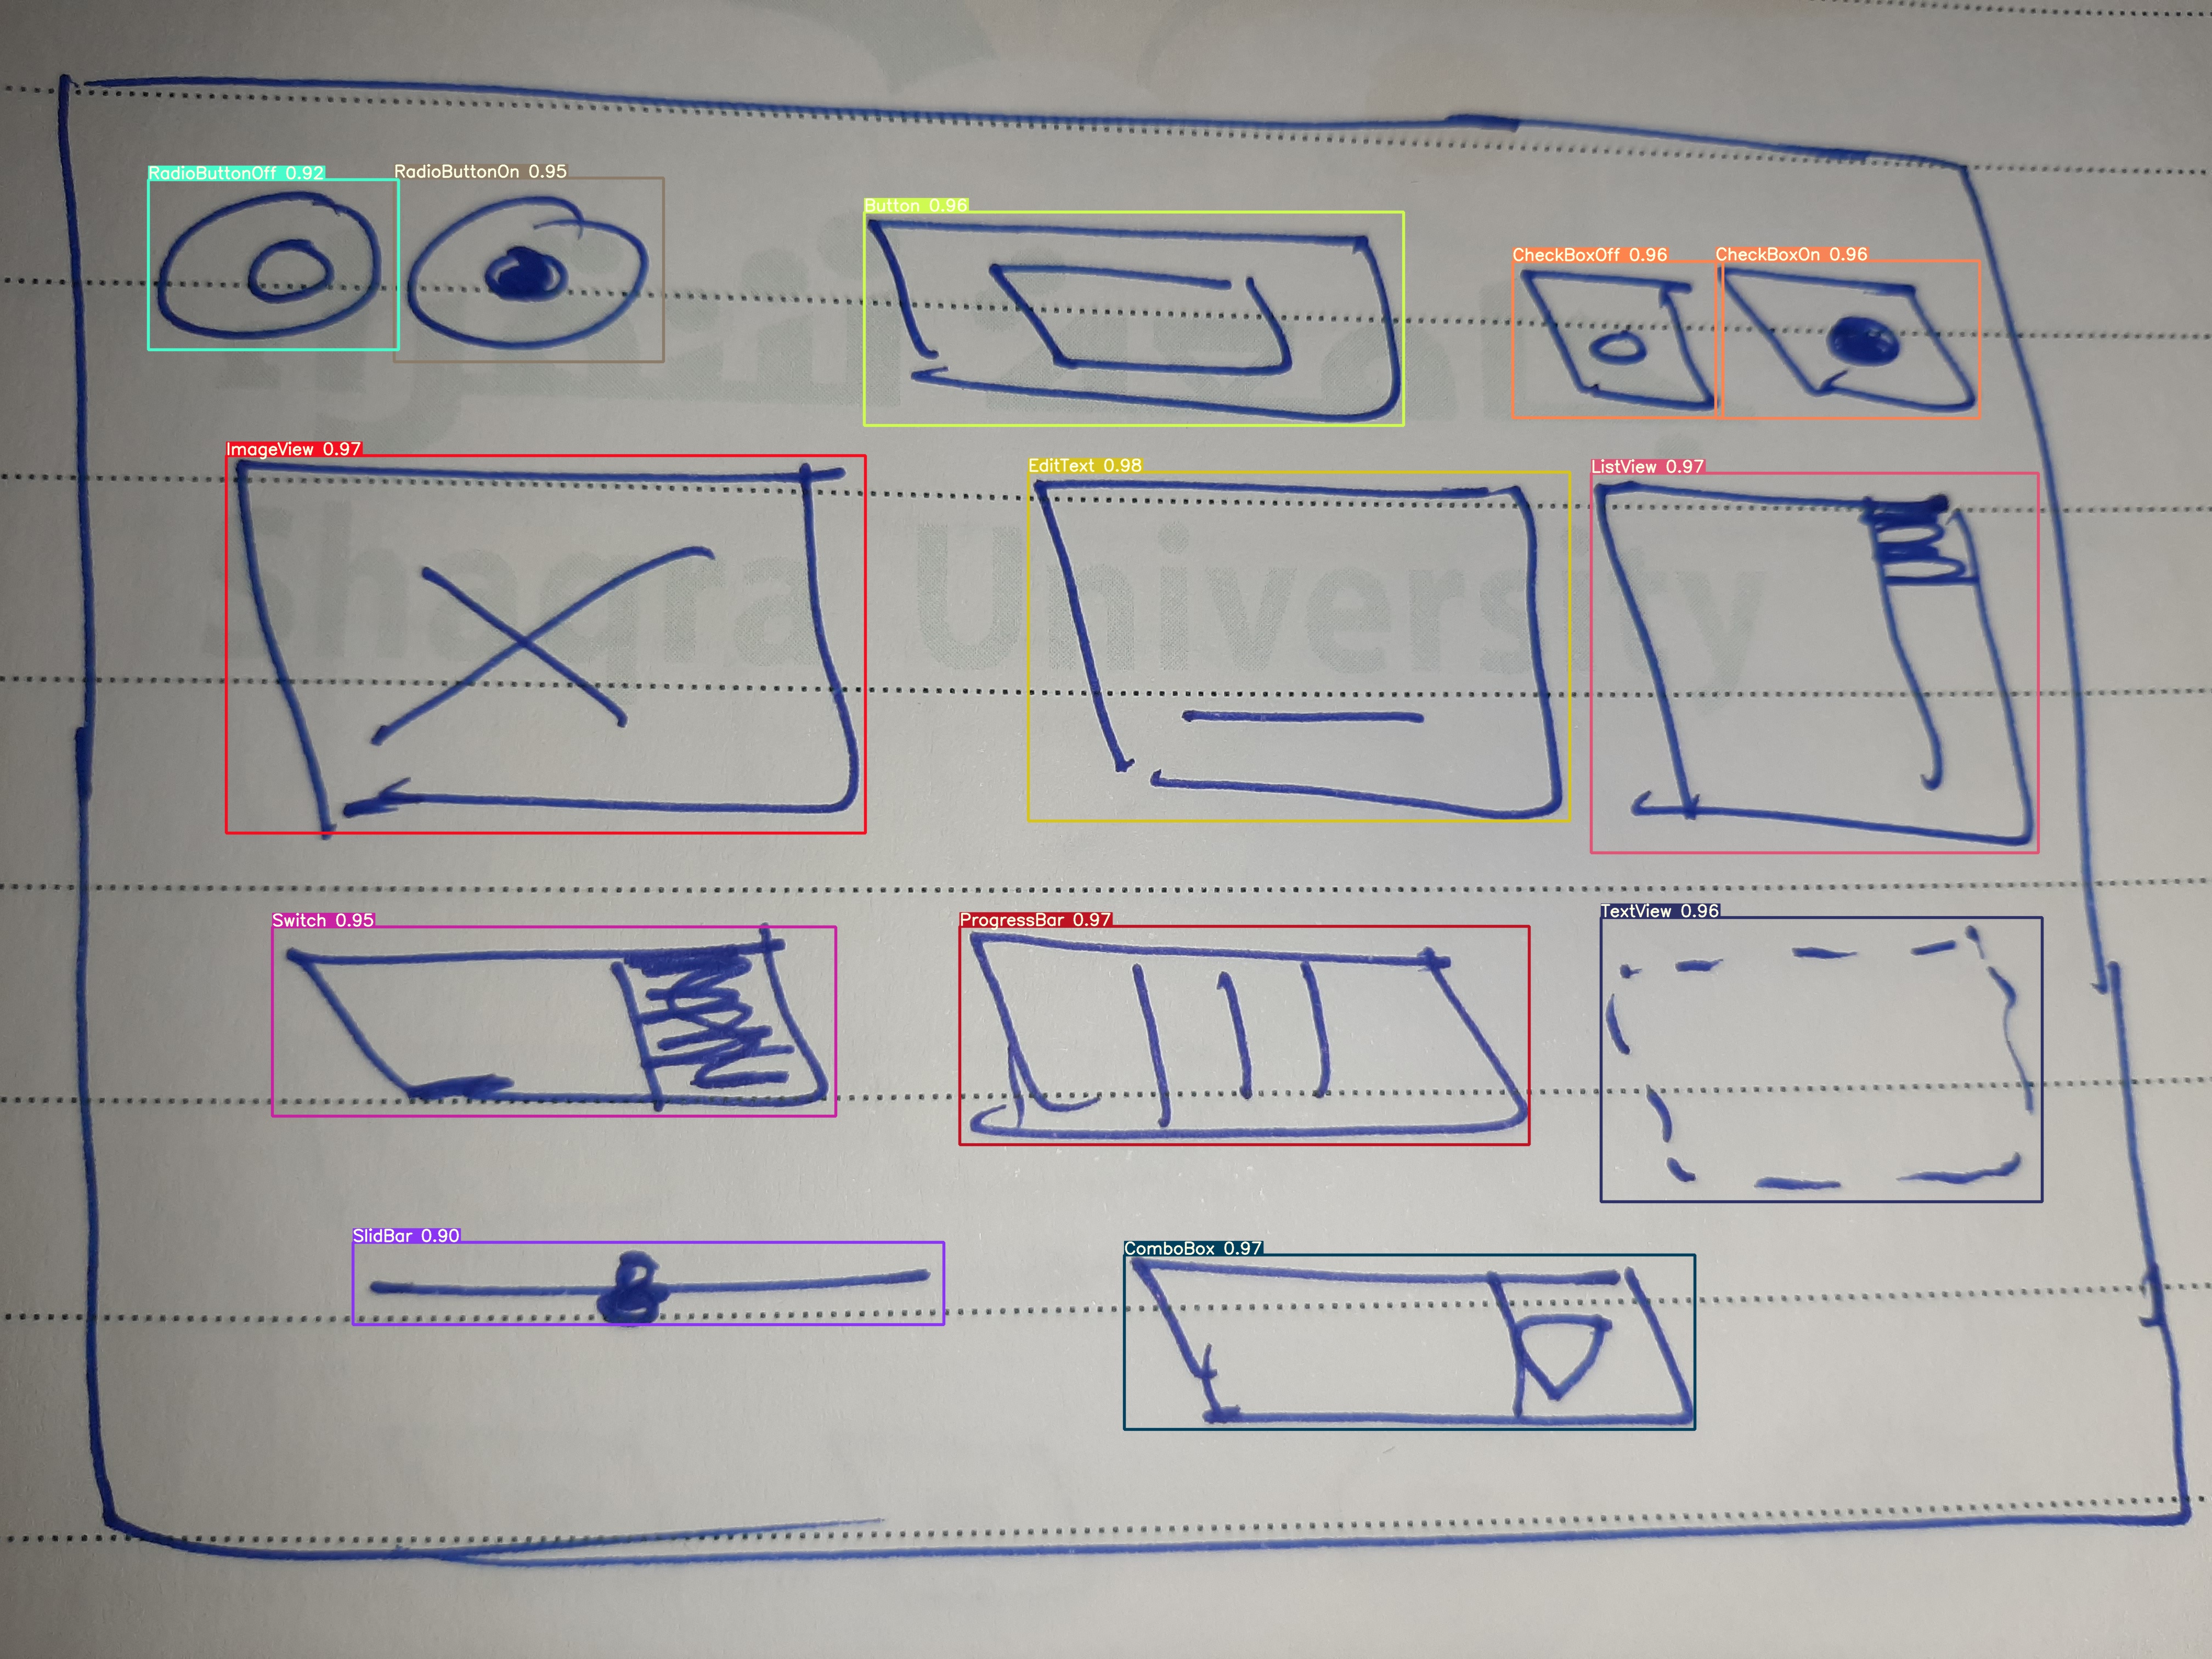 RadioButtonOff 0.92 RadioButtonOn 0.95
Button 0.96
CheckBoxOff 0.96 CheckBoxOn 0.96
ImageView 0.97
EditText 0.98
ListView 0.97
Shaqra University
Switch 0.95
ProgressBar 0.97
TextView 0.96
SlidBar 0.90
ComboBox 0.97